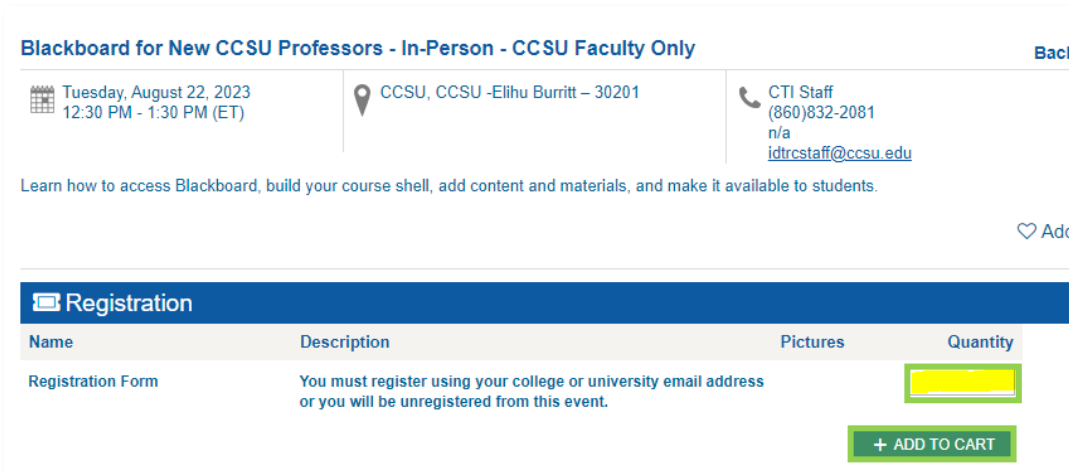 Blackboard for New CCSU Professors - In-Person - CCSU Faculty Only
Bac
Tuesday, August 22, 2023
12:30 PM - 1:30 PM (ET)
CCSU, CCSU -Elihu Burritt – 30201
CTI Staff
(860)832-2081
n/a
idtrcstaff@ccsu.edu
Learn how to access Blackboard, build your course shell, add content and materials, and make it available to students.
Add
Registration
Name Description Pictures Quantity
Registration Form
You must register using your college or university email address
or you will be unregistered from this event.
+ ADD TO CART